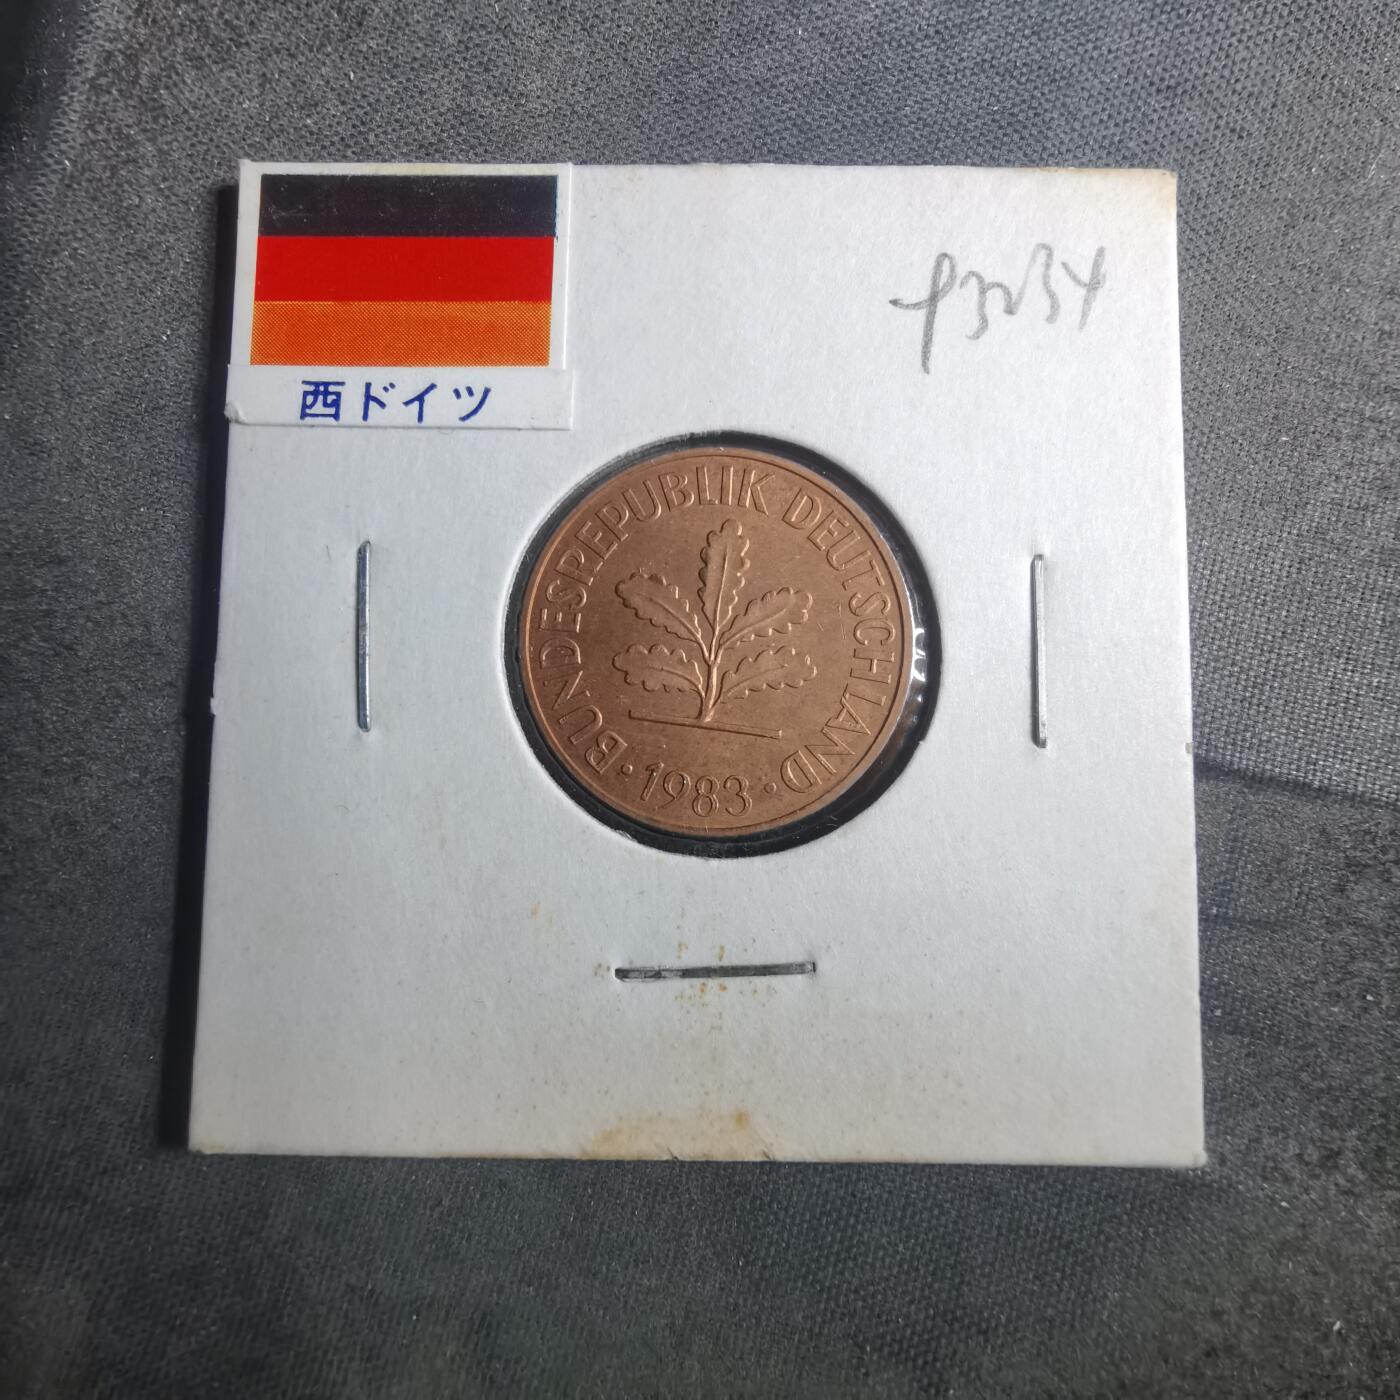 西ドイツ
BUNDESREPUBLIK DEUTSCHLAND
· 1983 ·